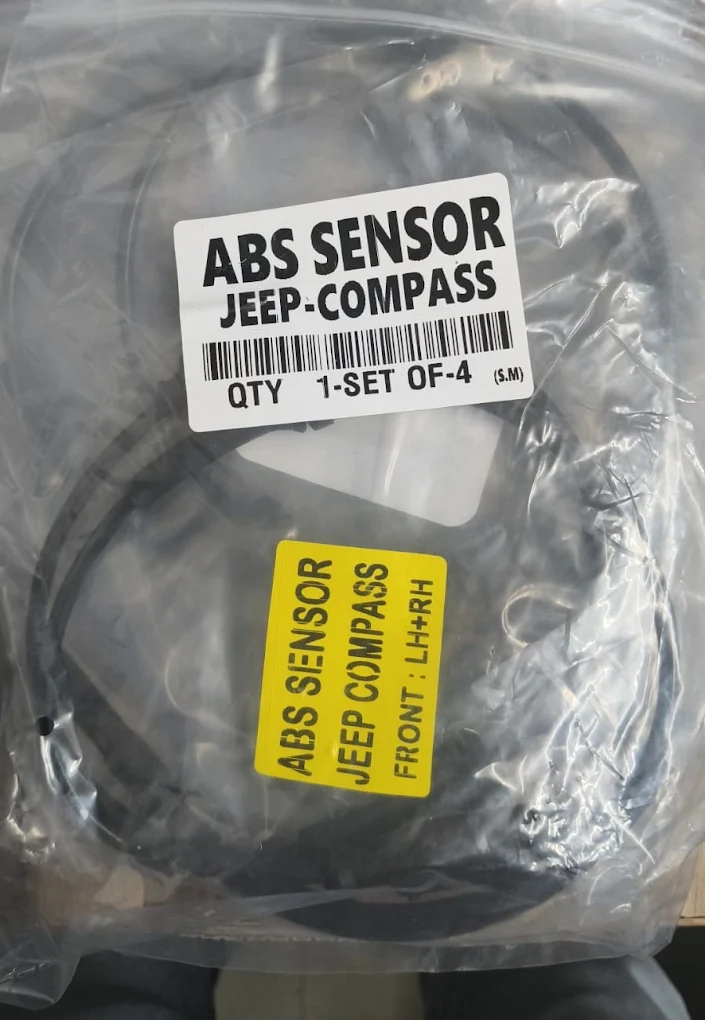 ABS SENSOR
JEEP-COMPASS
QTY 1-SET OF-4 (S.M)
ABS SENSOR
JEEP COMPASS
FRONT : LH+RH